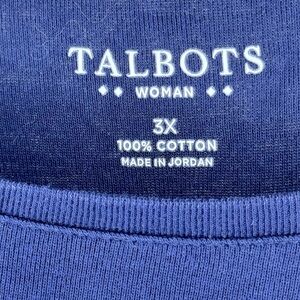 TALBOTS
WOMAN
3X
100% COTTON
MADE IN JORDAN